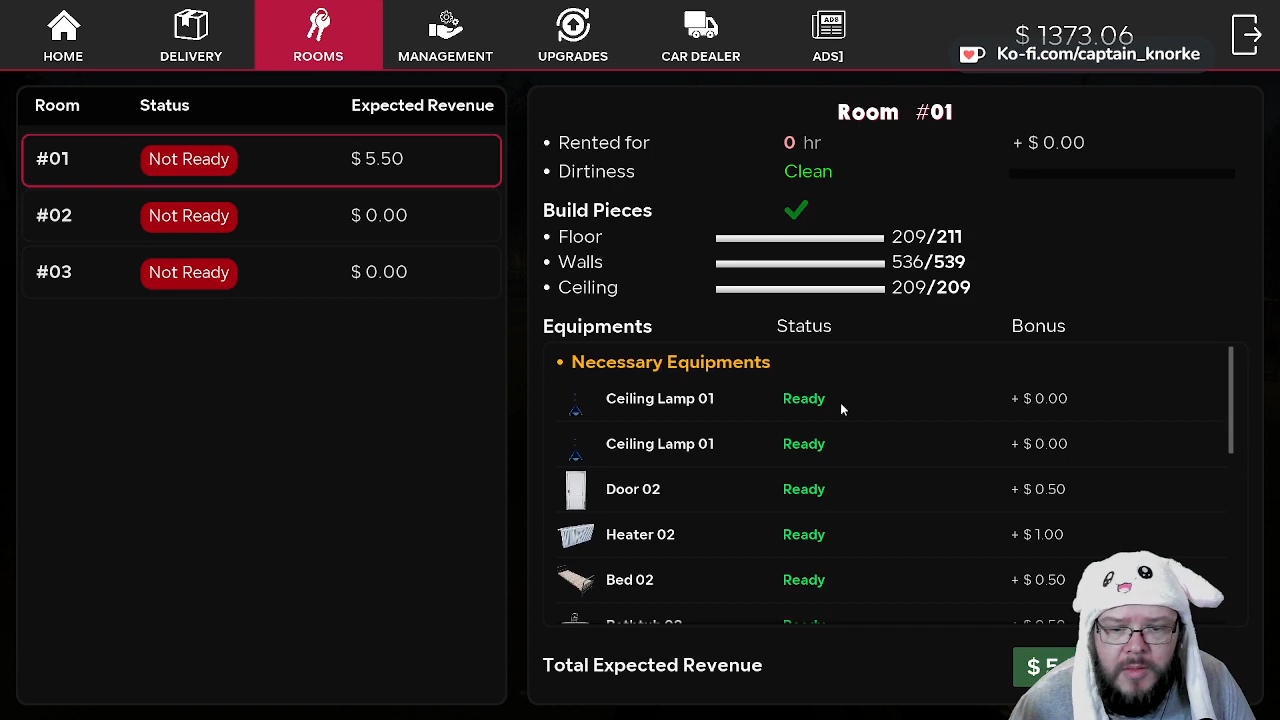 HOME DELIVERY ROOMS MANAGEMENT UPGRADES CAR DEALER ADS]
$ 1373.06
Ko-fi.com/captain_knorke
Room Status Expected Revenue
#01 Not Ready $ 5.50
#02 Not Ready $ 0.00
#03 Not Ready $ 0.00
Room #01
• Rented for 0 hr + $ 0.00
• Dirtiness Clean
Build Pieces
• Floor 209/211
• Walls 536/539
• Ceiling 209/209
Equipments Status Bonus
• Necessary Equipments
Ceiling Lamp 01 Ready + $ 0.00
Ceiling Lamp 01 Ready + $ 0.00
Door 02 Ready + $ 0.50
Heater 02 Ready + $ 1.00
Bed 02 Ready + $ 0.50
Total Expected Revenue $ 5